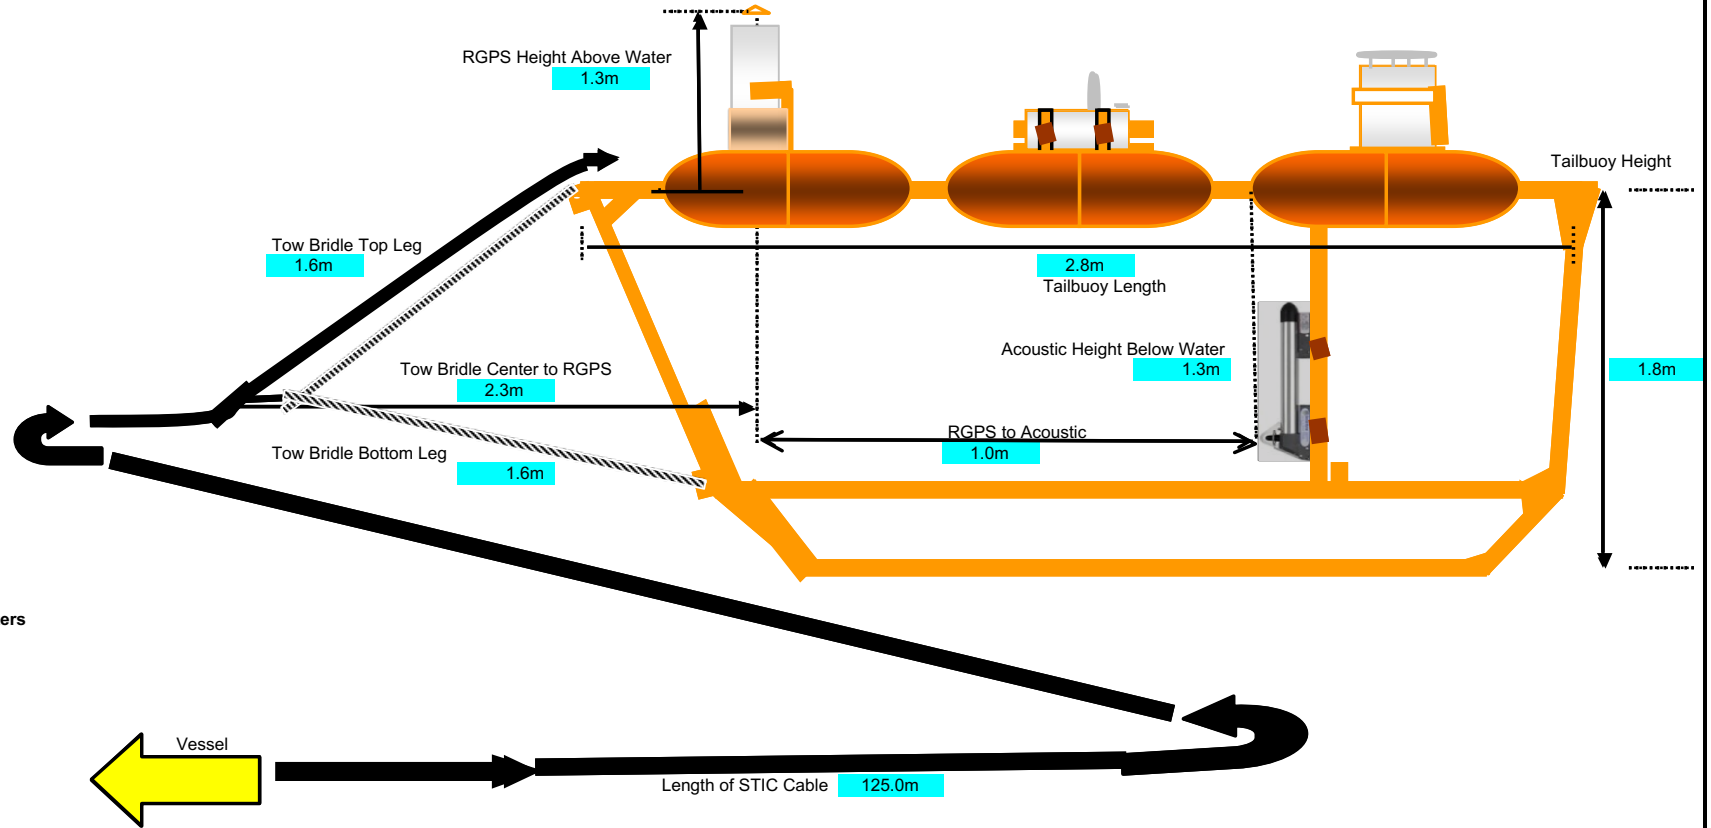 RGPS Height Above Water
1.3m
Tailbuoy Height
Tow Bridle Top Leg
1.6m
2.8m
Tailbuoy Length
Acoustic Height Below Water
1.3m
1.8m
Tow Bridle Center to RGPS
2.3m
RGPS to Acoustic
1.0m
Tow Bridle Bottom Leg
1.6m
ers
Vessel
Length of STIC Cable 125.0m